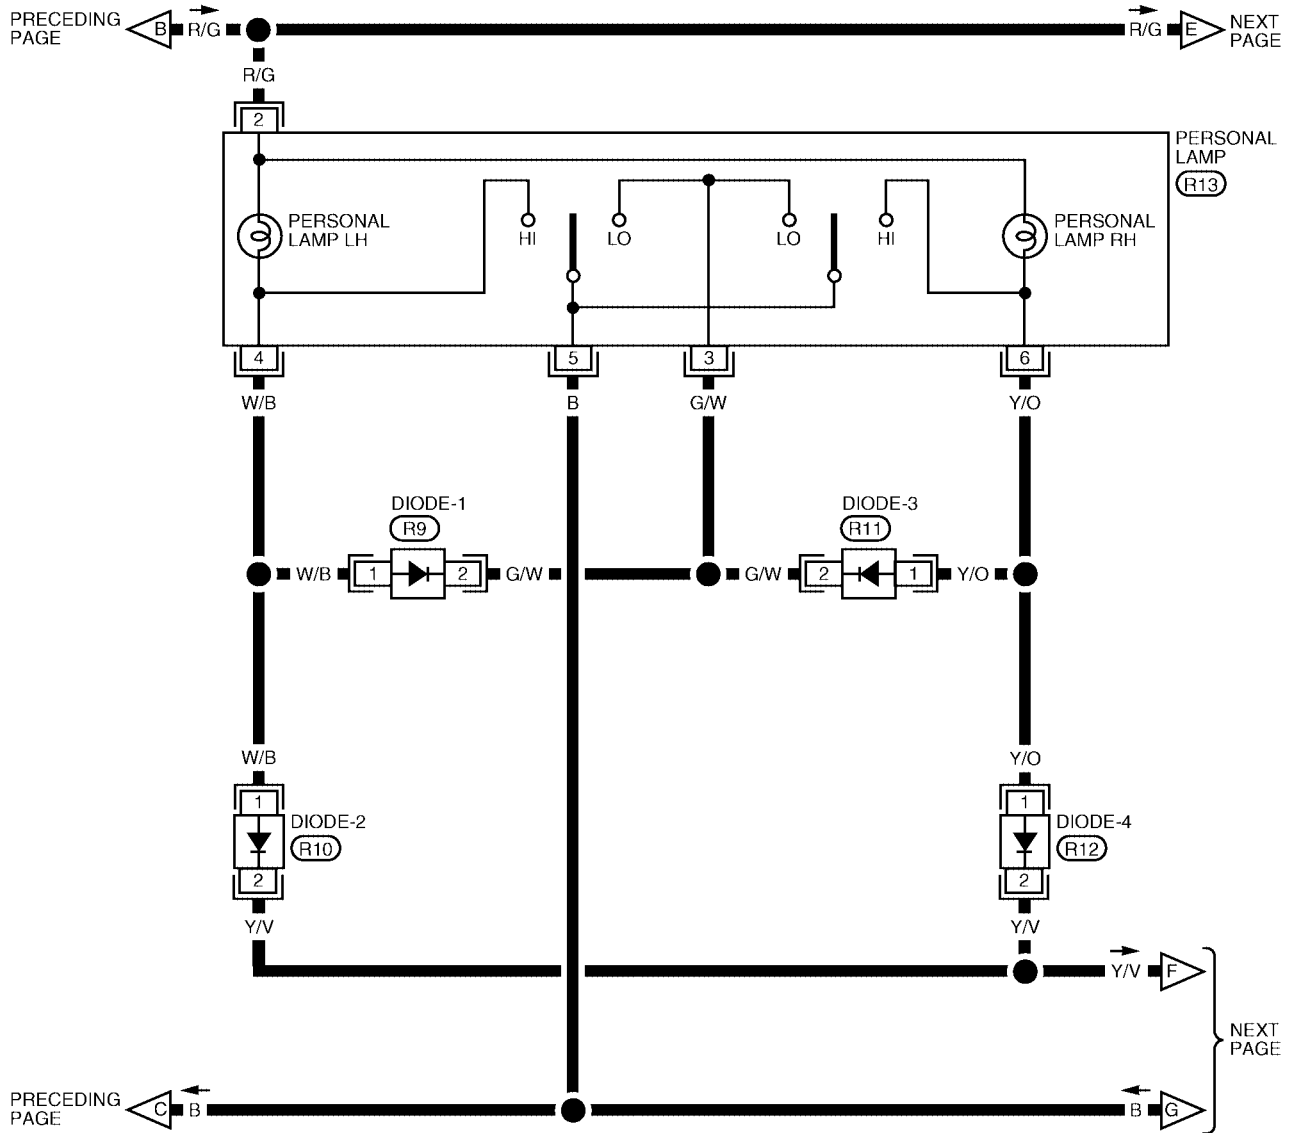 PRECEDING
PAGE
B
R/G
R/G
E
NEXT
PAGE
R/G
2
PERSONAL
LAMP
R13
PERSONAL
LAMP LH
HI
LO
LO
HI
PERSONAL
LAMP RH
4
5
3
6
W/B
B
G/W
Y/O
DIODE-1
R9
DIODE-3
R11
W/B
1
2
G/W
G/W
2
1
Y/O
W/B
Y/O
1
DIODE-2
R10
2
1
DIODE-4
R12
2
Y/V
Y/V
Y/V
F
NEXT
PAGE
PRECEDING
PAGE
C
B
B
G